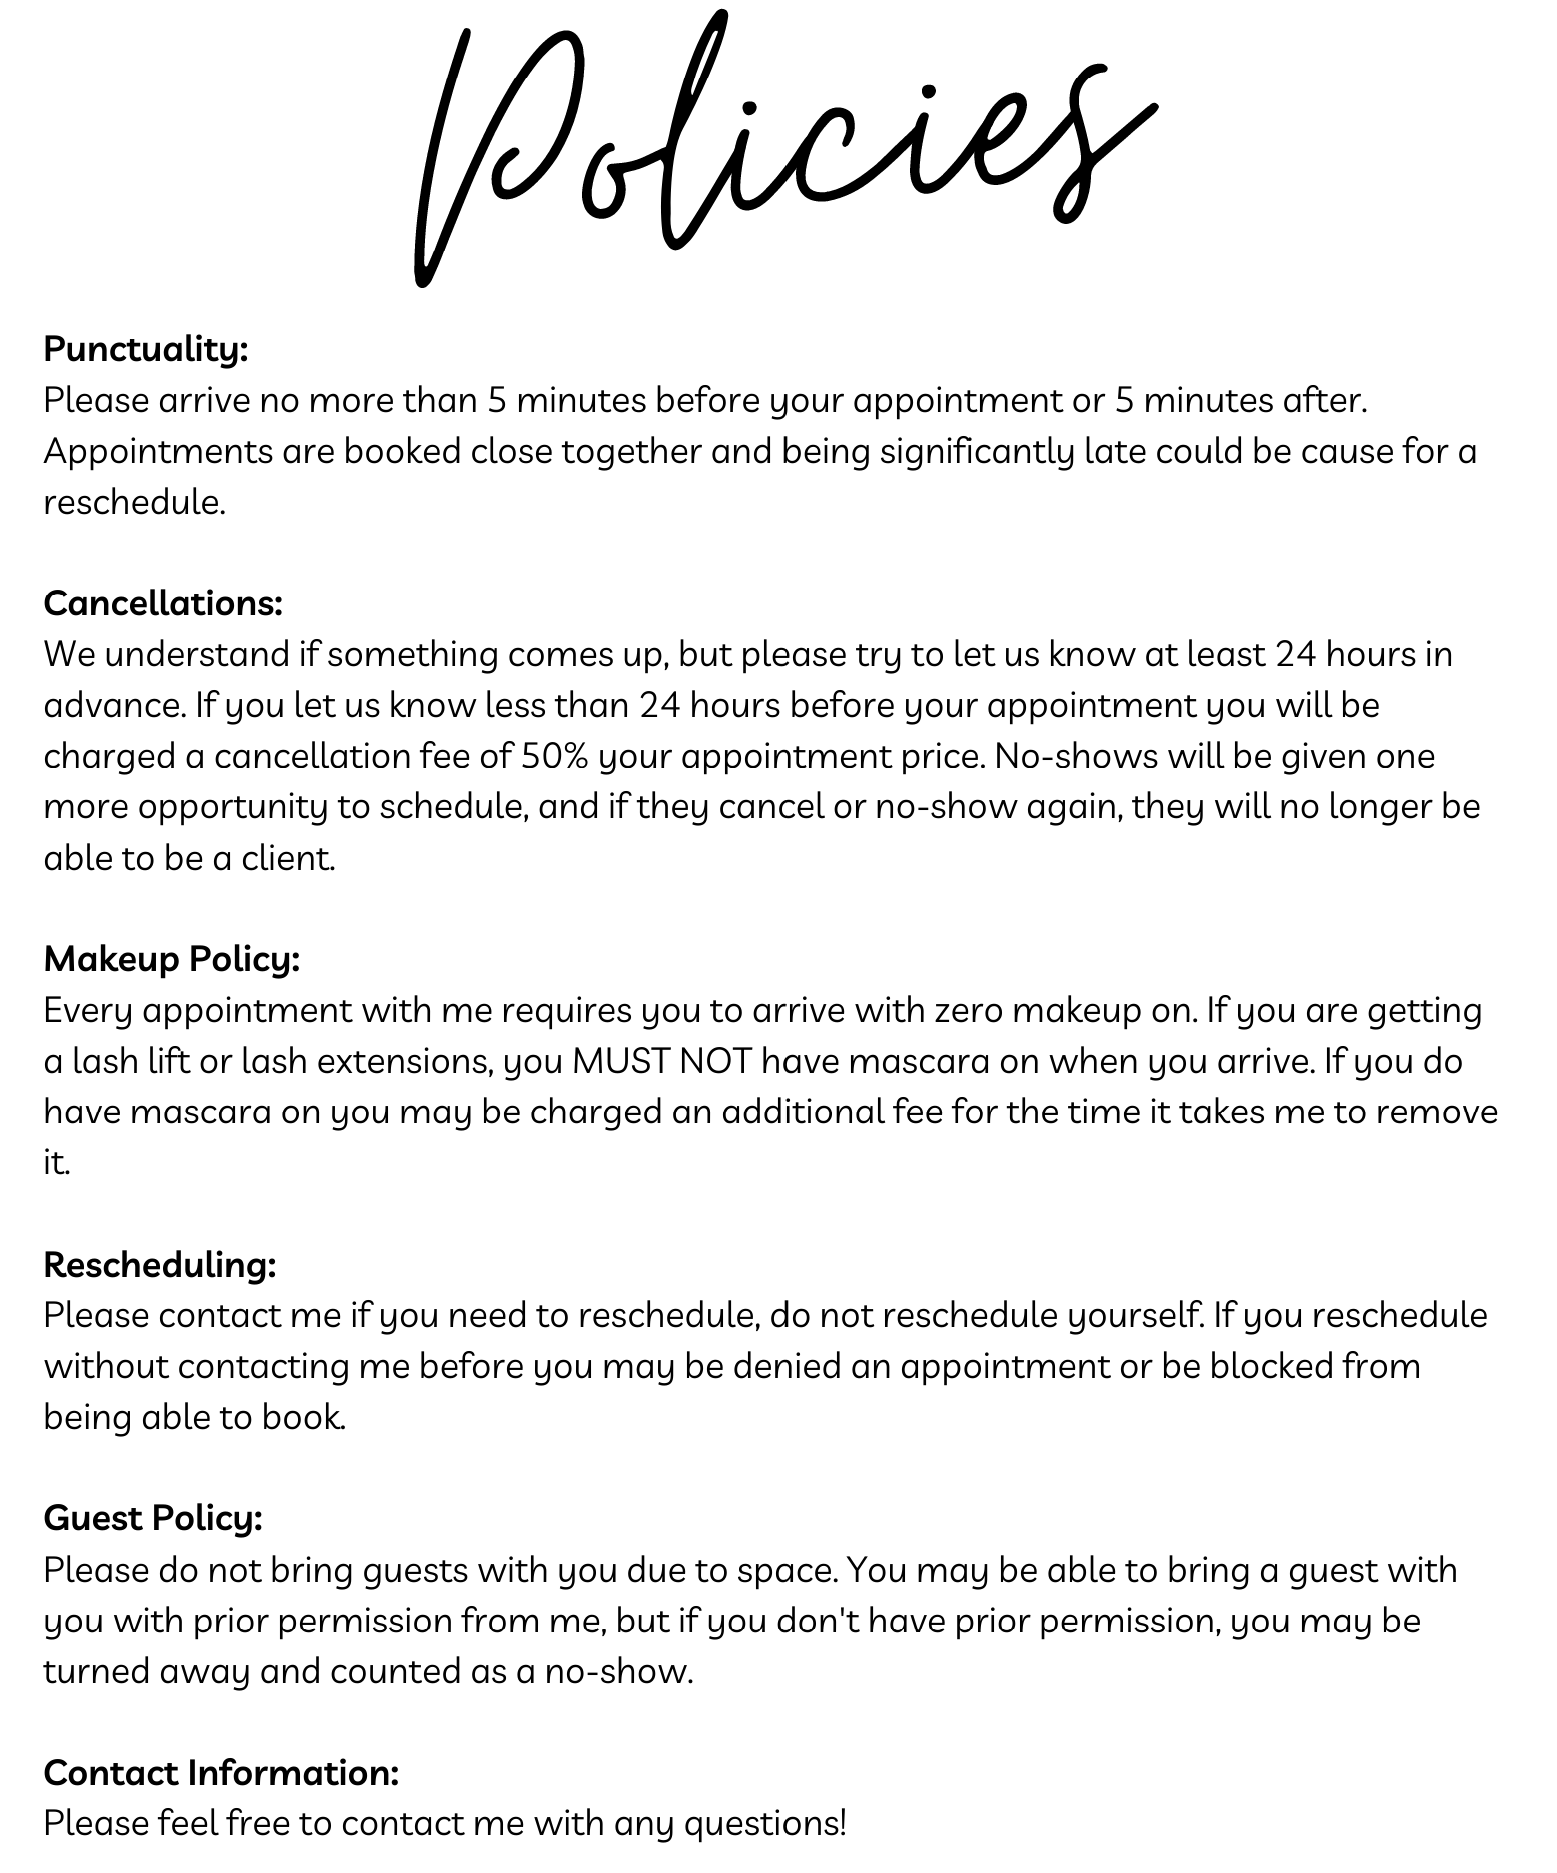 Policies
Punctuality:
Please arrive no more than 5 minutes before your appointment or 5 minutes after.
Appointments are booked close together and being significantly late could be cause for a
reschedule.
Cancellations:
We understand if something comes up, but please try to let us know at least 24 hours in
advance. If you let us know less than 24 hours before your appointment you will be
charged a cancellation fee of 50% your appointment price. No-shows will be given one
more opportunity to schedule, and if they cancel or no-show again, they will no longer be
able to be a client.
Makeup Policy:
Every appointment with me requires you to arrive with zero makeup on. If you are getting
a lash lift or lash extensions, you MUST NOT have mascara on when you arrive. If you do
have mascara on you may be charged an additional fee for the time it takes me to remove
it.
Rescheduling:
Please contact me if you need to reschedule, do not reschedule yourself. If you reschedule
without contacting me before you may be denied an appointment or be blocked from
being able to book.
Guest Policy:
Please do not bring guests with you due to space. You may be able to bring a guest with
you with prior permission from me, but if you don't have prior permission, you may be
turned away and counted as a no-show.
Contact Information:
Please feel free to contact me with any questions!